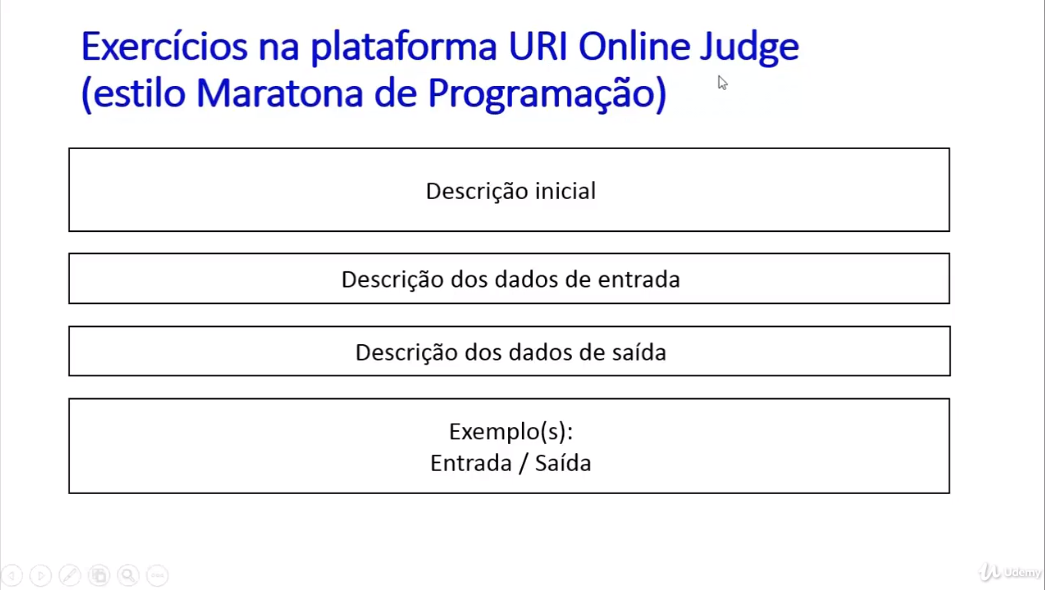 Exercícios na plataforma URI Online Judge
(estilo Maratona de Programação)
Descrição inicial
Descrição dos dados de entrada
Descrição dos dados de saída
Exemplo(s):
Entrada / Saída
Udemy